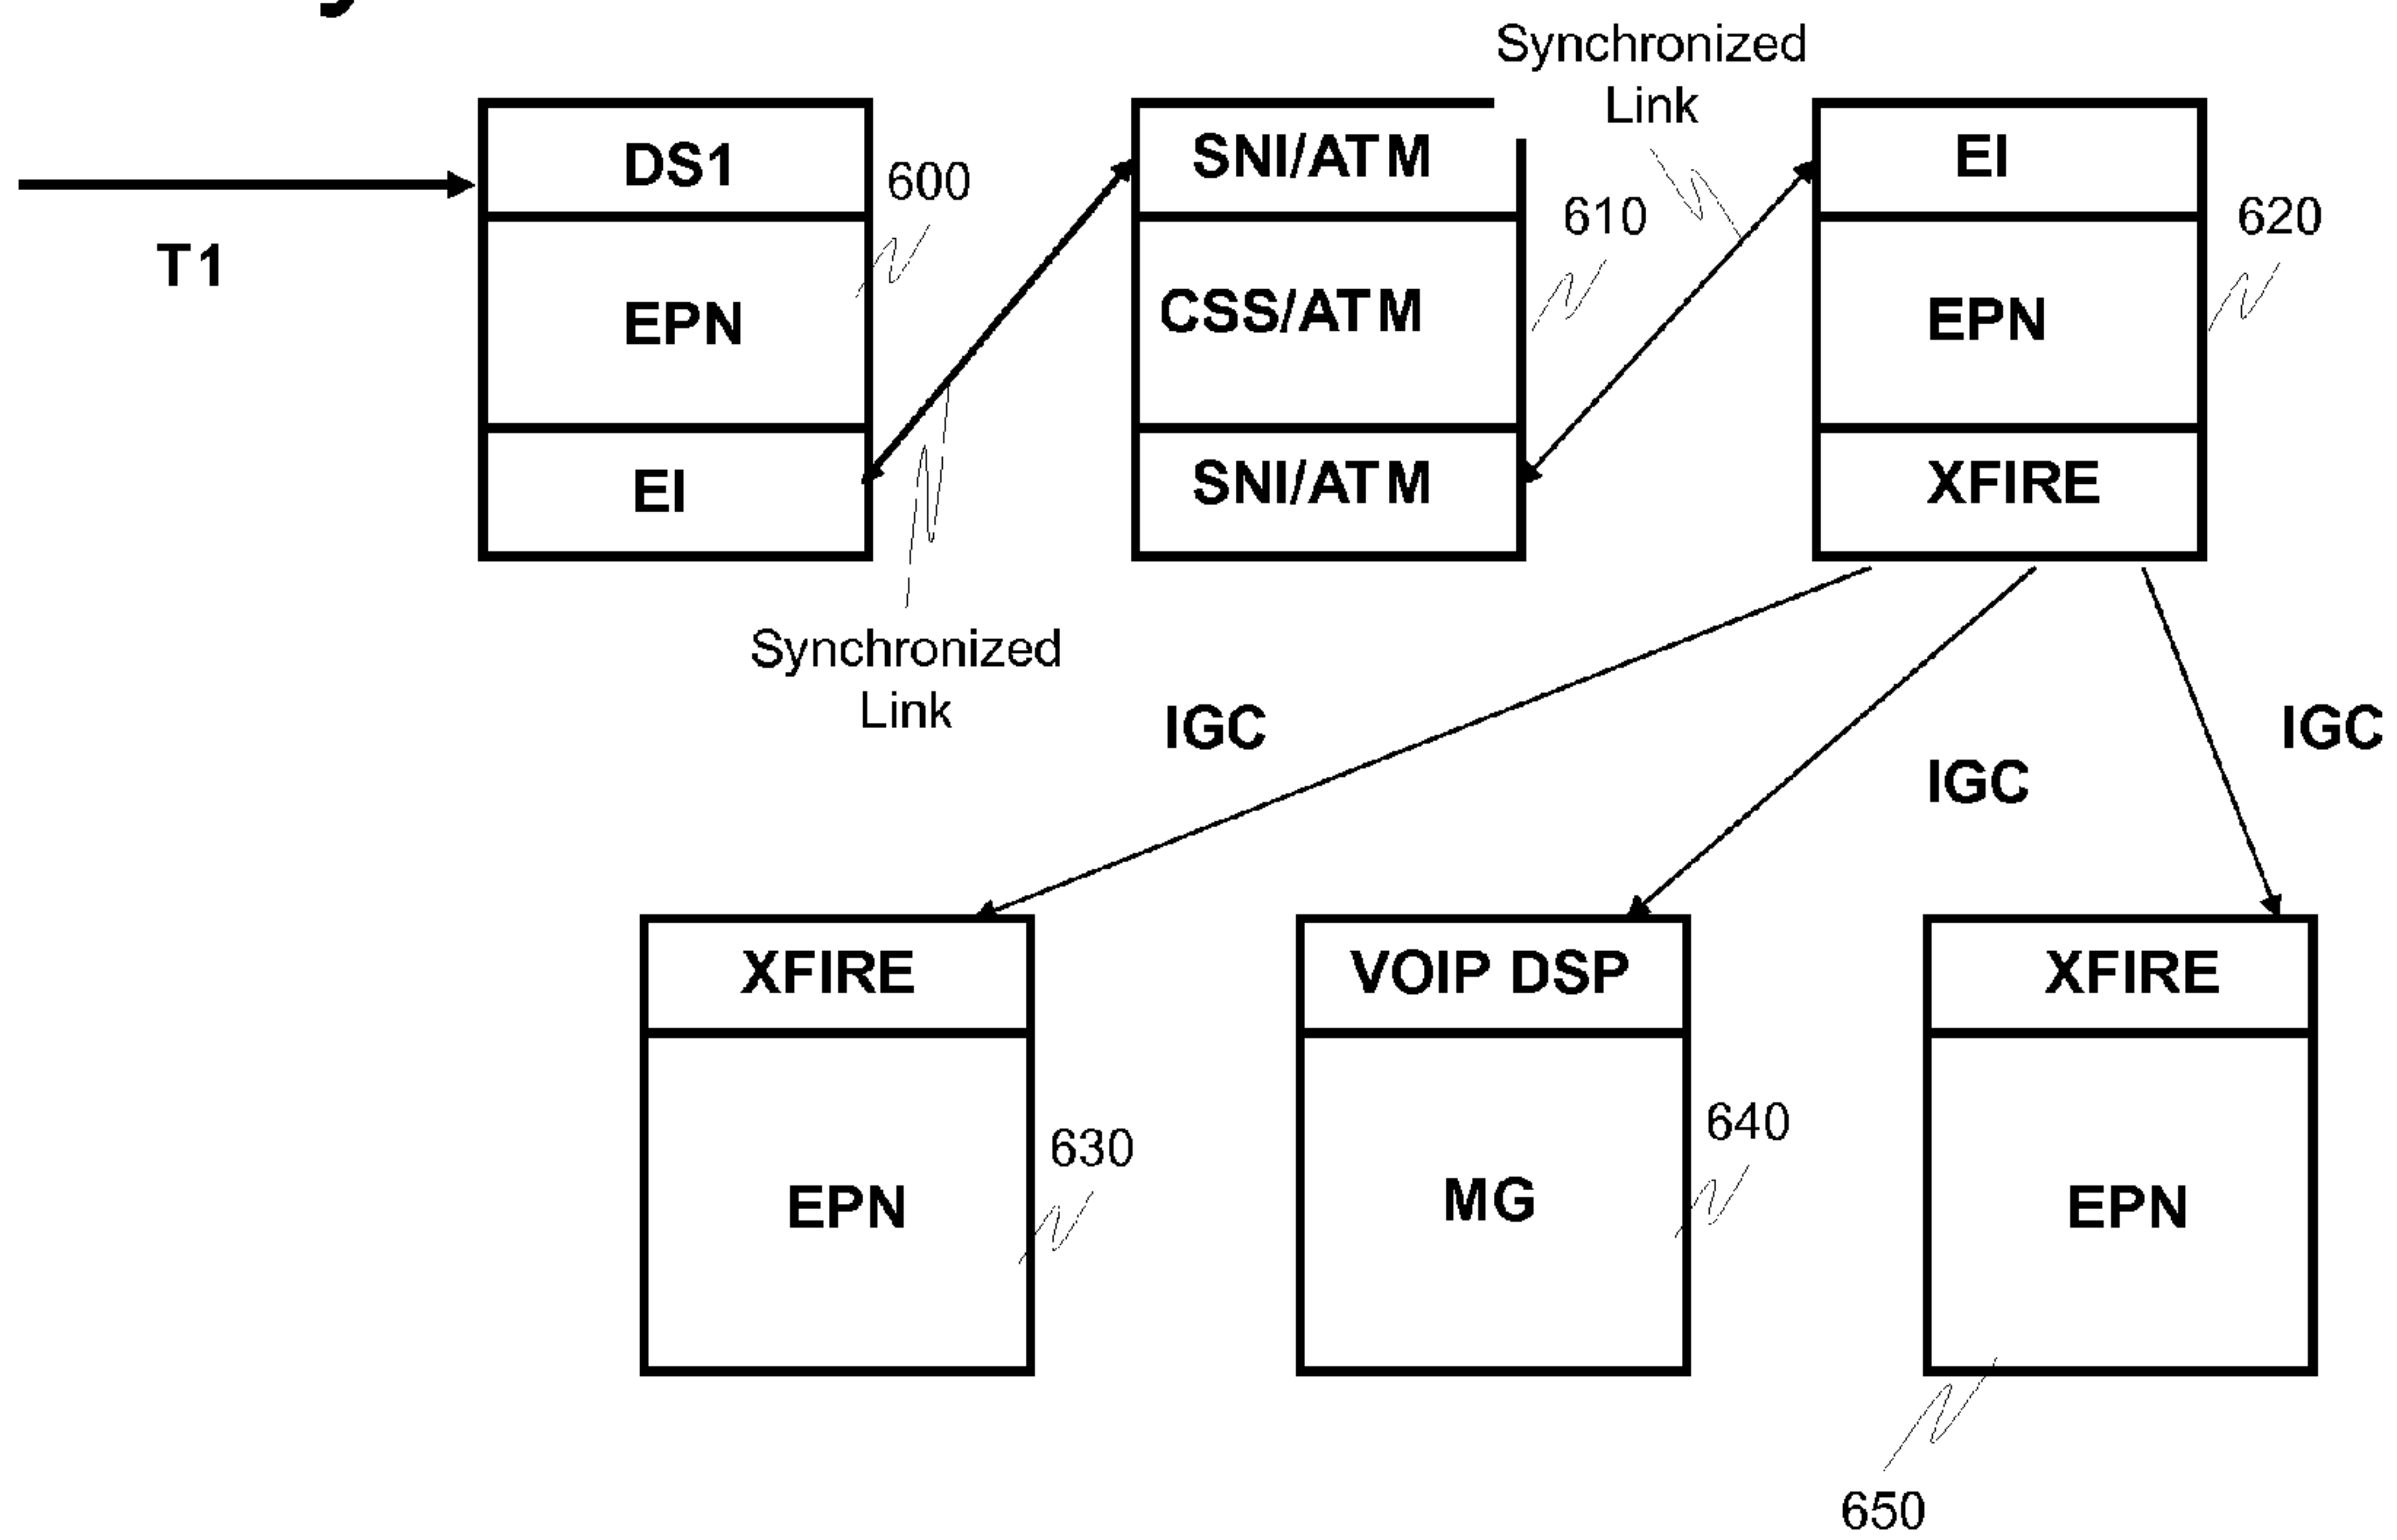 Synchronized
Link
DS1
SNI/ATM
EI
600
610
620
T1
EPN
CSS/ATM
EPN
EI
SNI/ATM
XFIRE
Synchronized
Link
IGC
IGC
IGC
XFIRE
VOIP DSP
XFIRE
630
640
EPN
MG
EPN
650